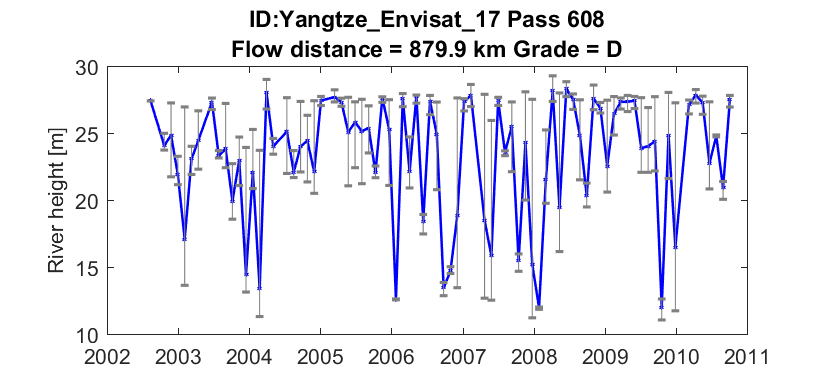 ID:Yangtze_Envisat_17 Pass 608
Flow distance = 879.9 km Grade = D
30
25
20
15
10
River height [m]
2002 2003 2004 2005 2006 2007 2008 2009 2010 2011